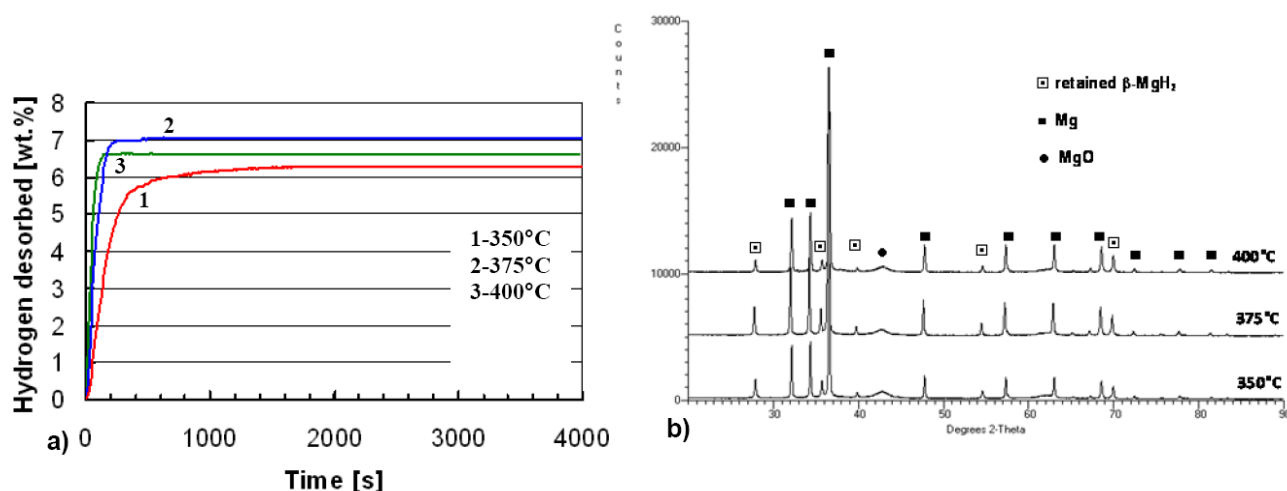 Hydrogen desorbed [wt.%]
8
7
6
5
4
3
2
1
0
2
3
1
1-350°C
2-375°C
3-400°C
0
1000
2000
3000
4000
Time [s]
a)
Counts
30000
20000
10000
0
retained β-MgH₂
Mg
MgO
400°C
375°C
350°C
30
40
50
60
70
80
90
Degrees 2-Theta
b)